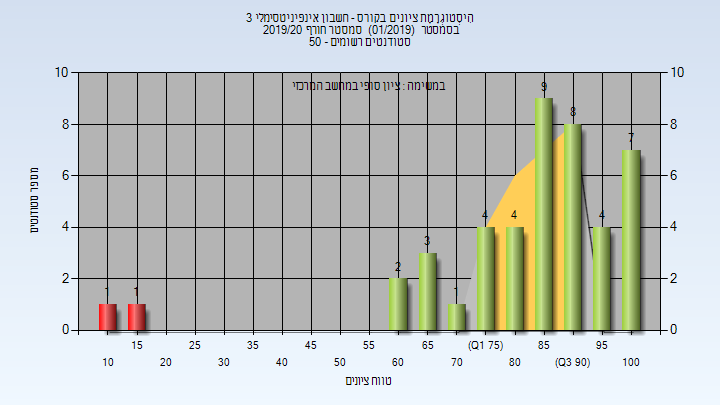 היסטוגרמת ציונים בקורס - חשבון אינפיניטסימלי 3
בסמסטר (01/2019) סמסטר חורף 2019/20
סטודנטים רשומים - 50
במשימה : ציון סופי במחשב המרכזי
10 10
8 8
6 6
4 4
2 2
0 0
מספר סטודנטים
1 1 2 3 1 4 4 9 8 4 7
15 25 35 45 55 65 (Q1 75) 85 95
10 20 30 40 50 60 70 80 (Q3 90) 100
טווח ציונים